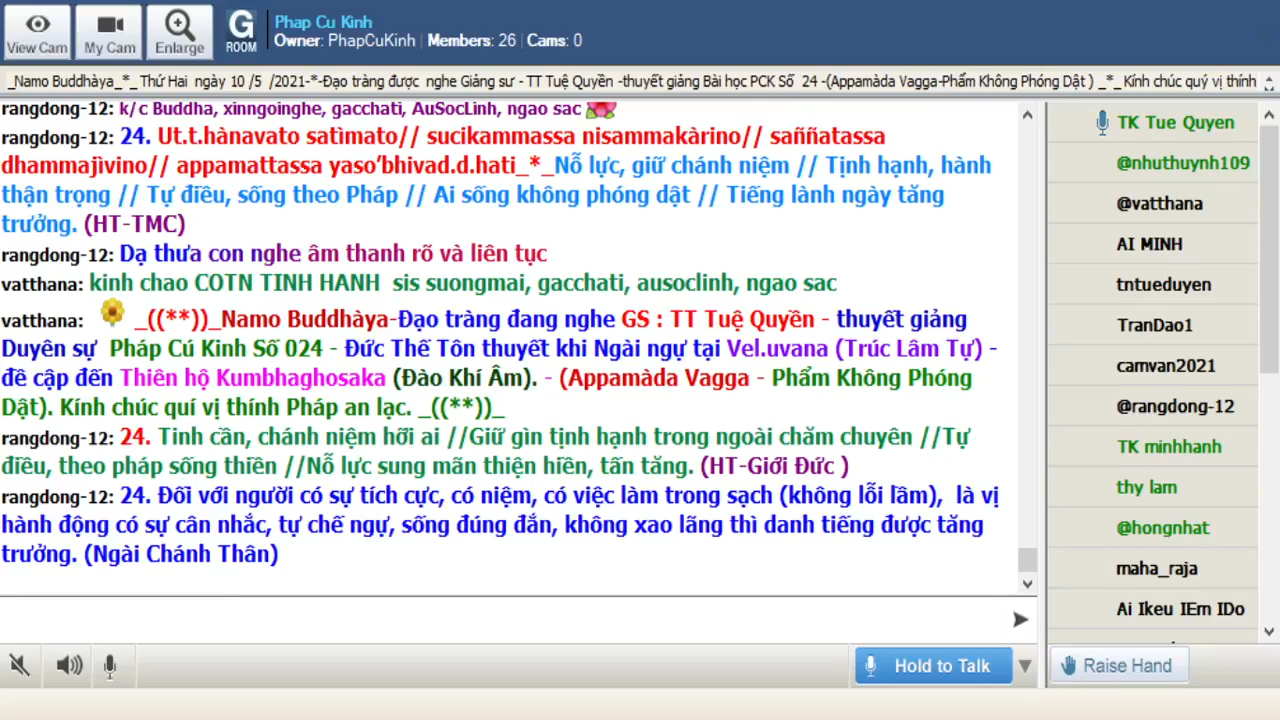 Phap Cu Kinh
Owner: PhapCuKinh | Members: 26 | Cams: 0
View Cam
My Cam
Enlarge
G ROOM
_Namo Buddhàya_*_ Thứ Hai ngày 10 /5 /2021-*-Đạo tràng được nghe Giảng sư - TT Tuệ Quyền -thuyết giảng Bài học PCK Số 24 -(Appamàda Vagga-Phẩm Không Phóng Dật ) _*_ Kính chúc quý vị thính
rangdong-12: k/c Buddha, xinngoinghe, gacchati, AuSocLinh, ngao sac
rangdong-12: 24. Ut.t.hànavato satìmato// sucikammassa nisammakàrino// saññatassa
dhammajìvino// appamattassa yaso’bhivad.d.hati_*_Nỗ lực, giữ chánh niệm // Tịnh hạnh, hành
thận trọng // Tự điều, sống theo Pháp // Ai sống không phóng dật // Tiếng lành ngày tăng
trưởng. (HT-TMC)
rangdong-12: Dạ thưa con nghe âm thanh rõ và liên tục
vatthana: kinh chao COTN TINH HANH sis suongmai, gacchati, ausoclinh, ngao sac
vatthana: _((**))_Namo Buddhàya-Đạo tràng đang nghe GS : TT Tuệ Quyền - thuyết giảng
Duyên sự Pháp Cú Kinh Số 024 - Đức Thế Tôn thuyết khi Ngài ngự tại Vel.uvana (Trúc Lâm Tự) -
đề cập đến Thiên hộ Kumbhaghosaka (Đào Khí Âm). - (Appamàda Vagga - Phẩm Không Phóng
Dật). Kính chúc quí vị thính Pháp an lạc. _((**))_
rangdong-12: 24. Tinh cần, chánh niệm hỡi ai //Giữ gìn tịnh hạnh trong ngoài chăm chuyên //Tự
điều, theo pháp sống thiền //Nỗ lực sung mãn thiện hiền, tấn tăng. (HT-Giới Đức )
rangdong-12: 24. Đối với người có sự tích cực, có niệm, có việc làm trong sạch (không lỗi lầm), là vị
hành động có sự cân nhắc, tự chế ngự, sống đúng đắn, không xao lãng thì danh tiếng được tăng
trưởng. (Ngài Chánh Thân)
TK Tue Quyen
@nhuthuynh109
@vatthana
AI MINH
tntueduyen
TranDao1
camvan2021
@rangdong-12
TK minhhanh
thy lam
@hongnhat
maha_raja
Ai Ikeu IEm IDo
Hold to Talk
Raise Hand